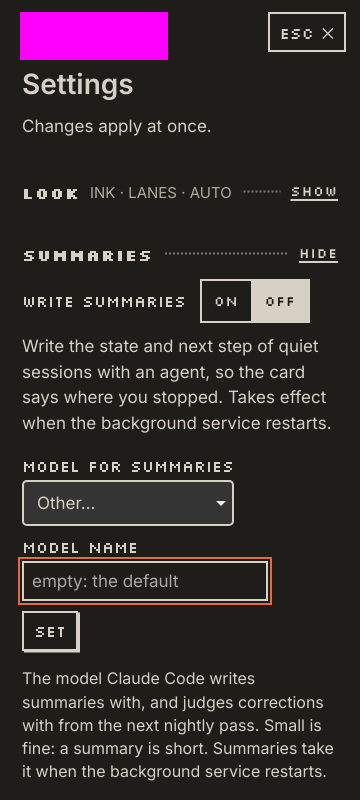 ESC ×
Settings
Changes apply at once.
LOOK INK · LANES · AUTO SHOW
SUMMARIES HIDE
WRITE SUMMARIES ON OFF
Write the state and next step of quiet
sessions with an agent, so the card
says where you stopped. Takes effect
when the background service restarts.
MODEL FOR SUMMARIES
Other...
MODEL NAME
empty: the default
SET
The model Claude Code writes
summaries with, and judges corrections
with from the next nightly pass. Small is
fine: a summary is short. Summaries take
it when the background service restarts.